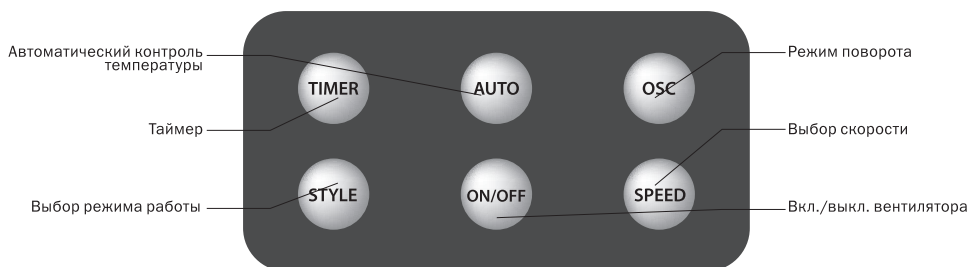 Автоматический контроль
температуры
Режим поворота
TIMER
AUTO
OSC
Таймер
Выбор скорости
STYLE
ON/OFF
SPEED
Выбор режима работы
Вкл./выкл. вентилятора